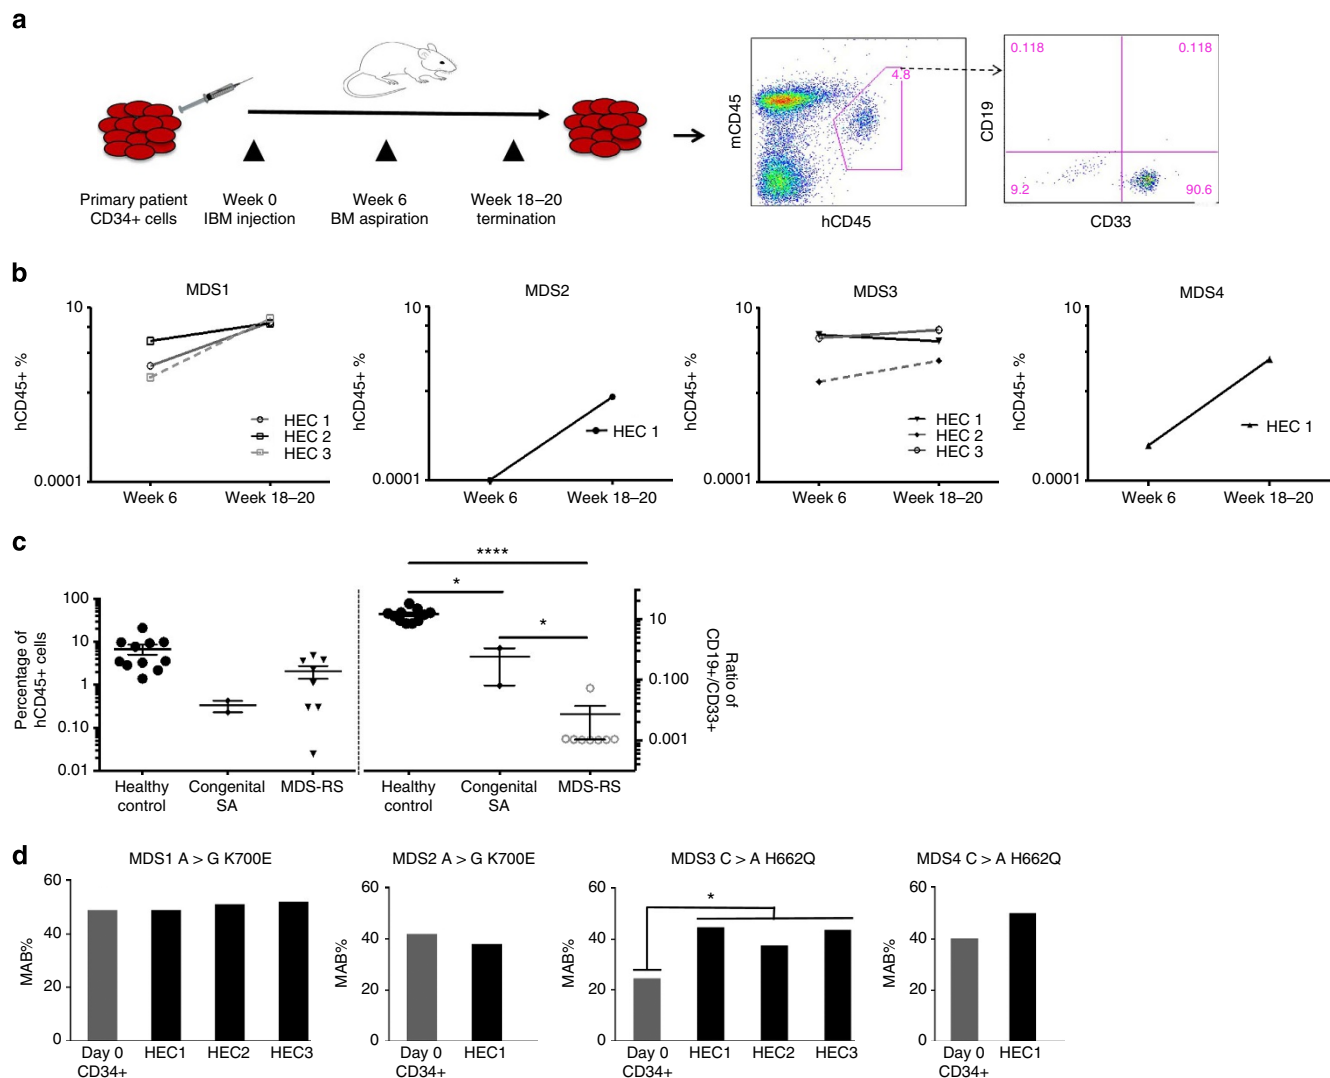 a
Primary patient
CD34+ cells
Week 0
IBM injection
Week 6
BM aspiration
Week 18–20
termination
mCD45
4.8
hCD45
CD19
0.118
0.118
9.2
90.6
CD33
b
MDS1
10
hCD45+ %
0.0001
HEC 1
HEC 2
HEC 3
Week 6
Week 18–20
MDS2
10
hCD45+ %
0.0001
HEC 1
Week 6
Week 18–20
MDS3
10
hCD45+ %
0.0001
HEC 1
HEC 2
HEC 3
Week 6
Week 18–20
MDS4
10
hCD45+ %
0.0001
HEC 1
Week 6
Week 18–20
c
Percentage of
hCD45+ cells
100
10
1
0.10
0.01
Healthy
control
Congenital
SA
MDS-RS
****
*
*
Healthy
control
Congenital
SA
MDS-RS
10
0.100
0.001
Ratio of
CD19+/CD33+
d
MDS1 A > G K700E
MAB%
60
40
20
0
Day 0
CD34+
HEC1
HEC2
HEC3
MDS2 A > G K700E
MAB%
60
40
20
0
Day 0
CD34+
HEC1
MDS3 C > A H662Q
MAB%
60
40
20
0
*
Day 0
CD34+
HEC1
HEC2
HEC3
MDS4 C > A H662Q
MAB%
60
40
20
0
Day 0
CD34+
HEC1